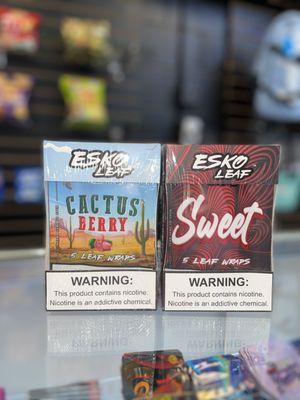 ESKO
LEAF
CACTUS
BERRY
5 LEAF WRAPS
WARNING:
This product contains nicotine.
Nicotine is an addictive chemical.
ESKO
LEAF
Sweet
5 LEAF WRAPS
WARNING:
This product contains nicotine.
Nicotine is an addictive chemical.